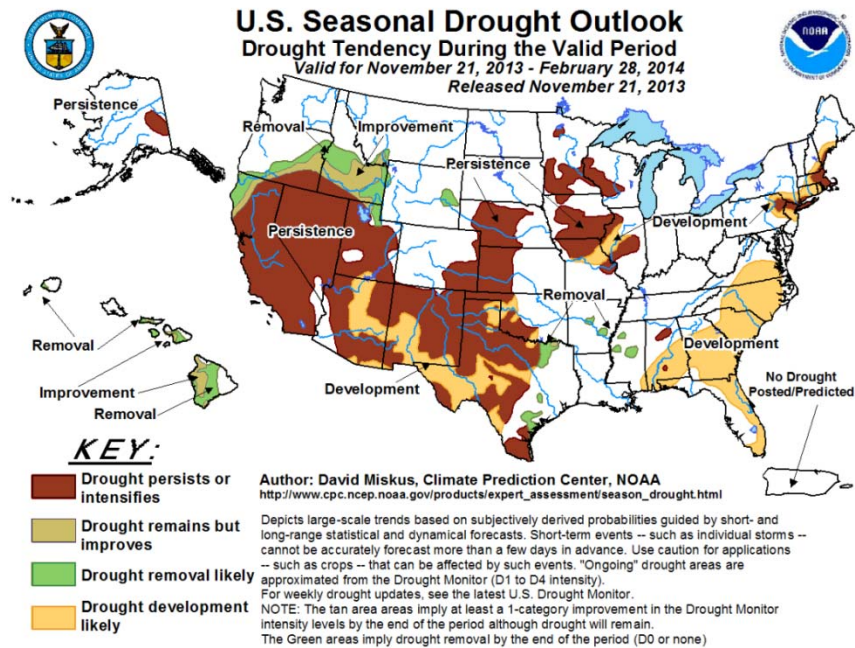 U.S. Seasonal Drought Outlook
Drought Tendency During the Valid Period
Valid for November 21, 2013 - February 28, 2014
Released November 21, 2013
NOAA
Persistence
Removal
Improvement
Persistence
Persistence
Development
Removal
Development
Development
No Drought
Posted/Predicted
Removal
Improvement
Removal
KEY:
Drought persists or
intensifies
Drought remains but
improves
Drought removal likely
Drought development
likely
Author: David Miskus, Climate Prediction Center, NOAA
http://www.cpc.ncep.noaa.gov/products/expert_assessment/season_drought.html
Depicts large-scale trends based on subjectively derived probabilities guided by short- and
long-range statistical and dynamical forecasts. Short-term events -- such as individual storms --
cannot be accurately forecast more than a few days in advance. Use caution for applications
-- such as crops -- that can be affected by such events. "Ongoing" drought areas are
approximated from the Drought Monitor (D1 to D4 intensity).
For weekly drought updates, see the latest U.S. Drought Monitor.
NOTE: The tan area areas imply at least a 1-category improvement in the Drought Monitor
intensity levels by the end of the period although drought will remain.
The Green areas imply drought removal by the end of the period (D0 or none)